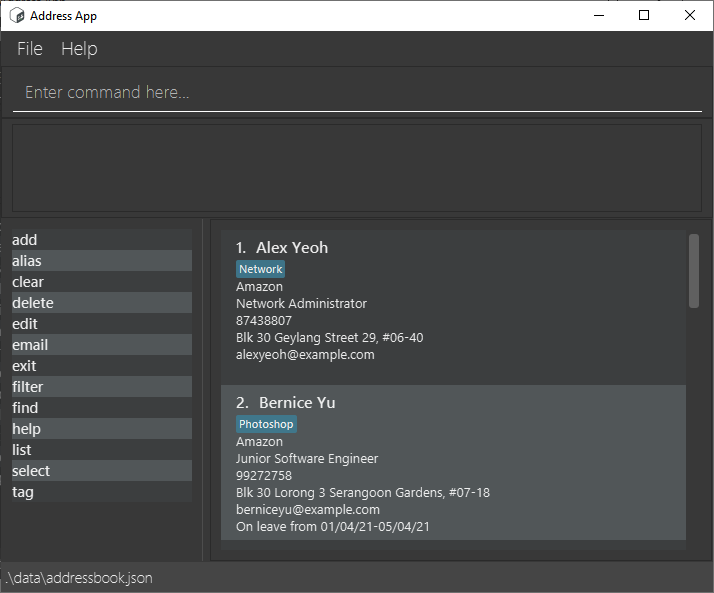 Address App
File Help
Enter command here...
add
alias
clear
delete
edit
email
exit
filter
find
help
list
select
tag
1. Alex Yeoh
Network
Amazon
Network Administrator
87438807
Blk 30 Geylang Street 29, #06-40
alexyeoh@example.com
2. Bernice Yu
Photoshop
Amazon
Junior Software Engineer
99272758
Blk 30 Lorong 3 Serangoon Gardens, #07-18
berniceyu@example.com
On leave from 01/04/21-05/04/21
.\data\addressbook.json